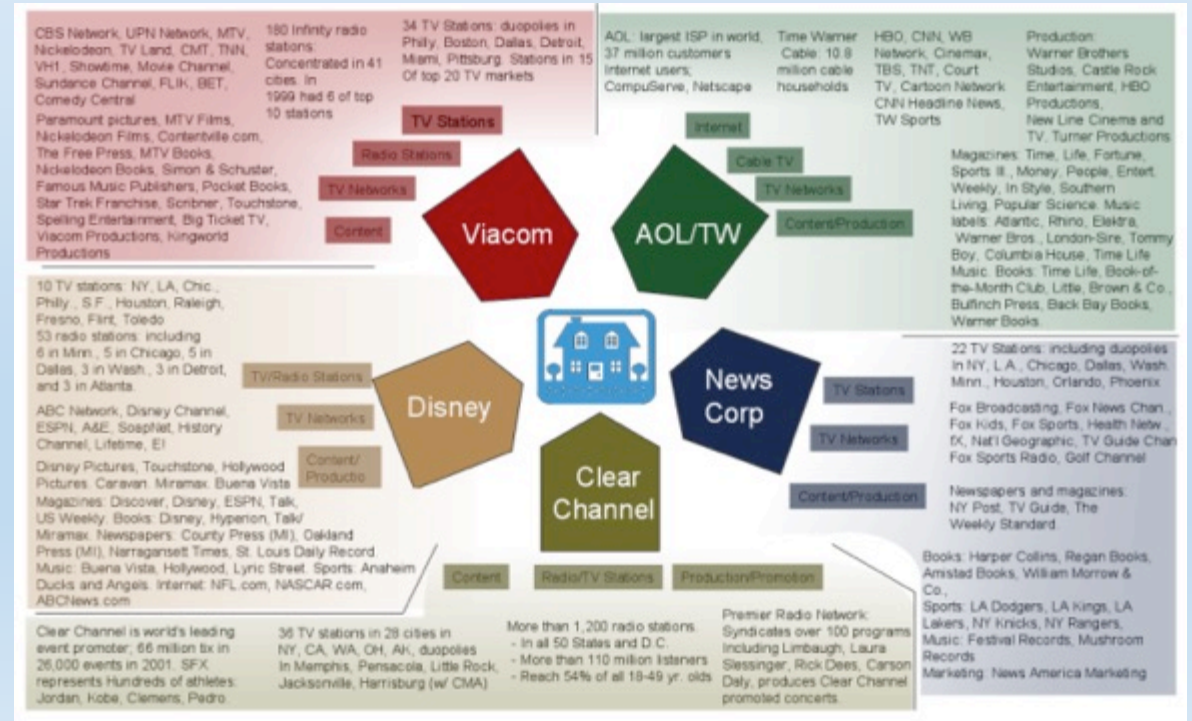 CBS Network, UPN Network, MTV,
Nickelodeon, TV Land, CMT, TNN,
VH1, Showtime, Movie Channel,
Sundance Channel, FLIK, BET,
Comedy Central
Paramount pictures, MTV Films,
Nickelodeon Films, Contentville.com,
The Free Press, MTV Books,
Nickelodeon Books, Simon & Schuster,
Famous Music Publishers, Pocket Books,
Star Trek Franchise, Scribner, Touchstone,
Spelling Entertainment, Big Ticket TV,
Viacom Productions, Kingworld
Productions
180 Infinity radio
stations:
Concentrated in 41
cities. In
1999 had 6 of top
10 stations
34 TV Stations: duopolies in
Philly, Boston, Dallas, Detroit,
Miami, Pittsburg. Stations in 15
Of top 20 TV markets
TV Stations
Radio Stations
TV Networks
Content
Viacom
AOL: largest ISP in world,
37 million customers
Internet users;
CompuServe, Netscape
Time Warner
Cable: 10.8
million cable
households
HBO, CNN, WB
Network, Cinemax,
TBS, TNT, Court
TV, Cartoon Network
CNN Headline News,
TW Sports
Production:
Warner Brothers
Studios, Castle Rock
Entertainment, HBO
Productions,
New Line Cinema and
TV. Turner Productions
Magazines: Time, Life, Fortune,
Sports Ill., Money, People, Entert.
Weekly, In Style, Southern
Living, Popular Science. Music
labels: Atlantic, Rhino, Elektra,
Warner Bros., London-Sire, Tommy
Boy, Columbia House, Time Life
Music. Books: Time Life, Book-of-
the-Month Club, Little, Brown & Co.,
Bulfinch Press, Back Bay Books,
Warner Books.
Internet
Cable TV
TV Networks
Content/Production
AOL/TW
10 TV stations: NY, LA, Chic.,
Philly., S.F., Houston, Raleigh,
Fresno, Flint, Toledo
53 radio stations: including
6 in Minn., 5 in Chicago, 5 in
Dallas, 3 in Wash., 3 in Detroit,
and 3 in Atlanta.
ABC Network, Disney Channel,
ESPN, A&E, SoapNet, History
Channel, Lifetime, E!
Disney Pictures, Touchstone, Hollywood
Pictures. Caravan. Miramax. Buena Vista
Magazines: Discover, Disney, ESPN, Talk,
US Weekly. Books: Disney, Hyperion, Talk/
Miramax. Newspapers: County Press (MI), Oakland
Press (MI), Narragansett Times, St. Louis Daily Record.
Music: Buena Vista, Hollywood, Lyric Street. Sports: Anaheim
Ducks and Angels. Internet: NFL.com, NASCAR.com,
ABCNews.com
TV/Radio Stations
TV Networks
Content/
Productio
Disney
News
Corp
TV Stations
TV Networks
Content/Production
22 TV Stations: including duopolies
In NY, L.A., Chicago, Dallas, Wash.
Minn., Houston, Orlando, Phoenix
Fox Broadcasting, Fox News Chan.,
Fox Kids, Fox Sports, Health Netw.,
fX, Nat'l Geographic, TV Guide Chan
Fox Sports Radio, Golf Channel
Newspapers and magazines:
NY Post, TV Guide, The
Weekly Standard.
Books: Harper Collins, Regan Books,
Amistad Books, William Morrow &
Co.,
Sports: LA Dodgers, LA Kings, LA
Lakers, NY Knicks, NY Rangers,
Music: Festival Records, Mushroom
Records
Marketing: News America Marketing
Clear
Channel
Content
Radio/TV Stations
Production/Promotion
Clear Channel is world's leading
event promoter; 66 million tix in
26,000 events in 2001. SFX
represents Hundreds of athletes:
Jordan, Kobe, Clemens, Pedro.
36 TV stations in 28 cities in
NY, CA, WA, OH, AK, duopolies
In Memphis, Pensacola, Little Rock,
Jacksonville, Harrisburg (w/ CMA)
More than 1,200 radio stations.
- In all 50 States and D.C.
- More than 110 million listeners
- Reach 54% of all 18-49 yr. olds
Premier Radio Network:
Syndicates over 100 programs
Including Limbaugh, Laura
Slessinger, Rick Dees, Carson
Daly, produces Clear Channel
promoted concerts.